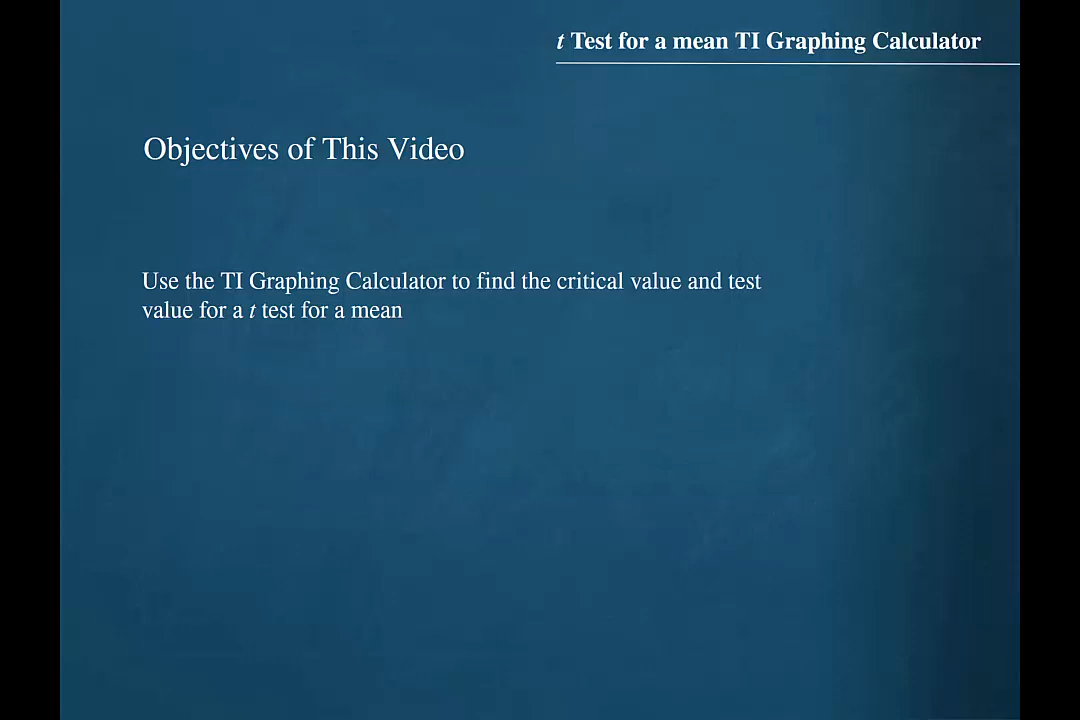 t Test for a mean TI Graphing Calculator
Objectives of This Video
Use the TI Graphing Calculator to find the critical value and test
value for a t test for a mean